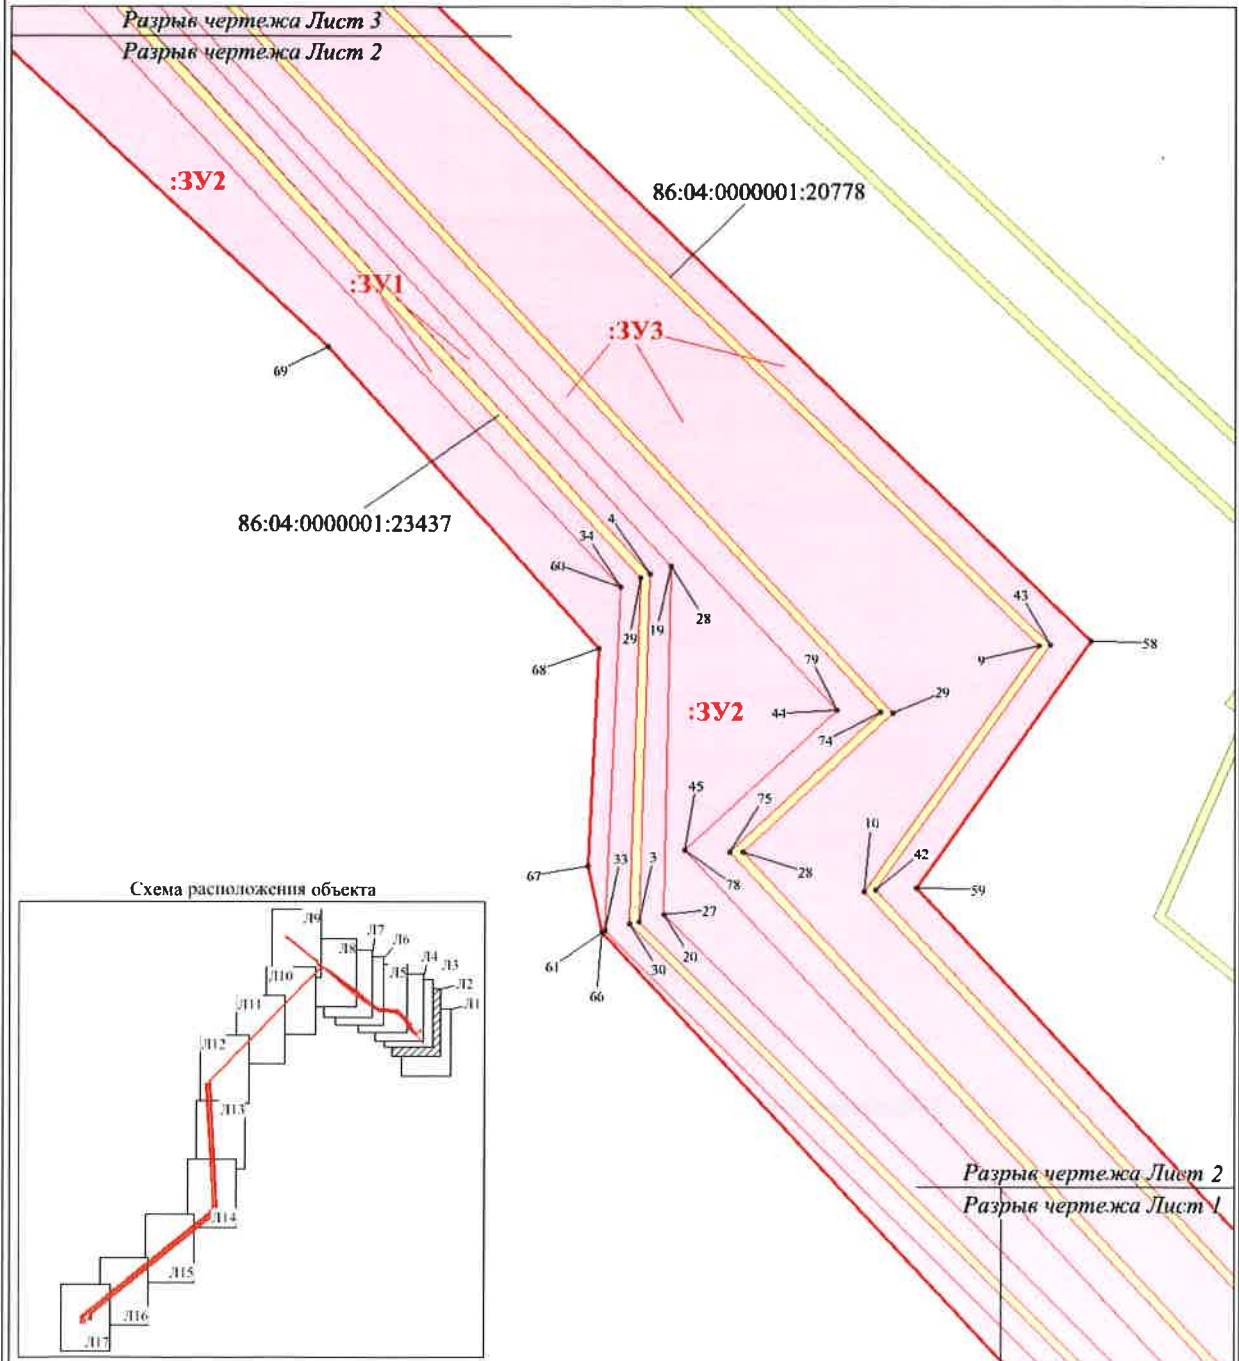 Разрыв чертежа Лист 3
Разрыв чертежа Лист 2
:ЗУ2
86:04:0000001:20778
:ЗУ1
:ЗУ3
69
86:04:0000001:23437
4
34
60
29
19
28
43
9
58
68
79
29
:ЗУ2
44
74
45
75
10
42
33
3
67
78
28
59
Схема расположения объекта
27
20
30
61
66
Л9
Л8
Л7
Л6
Л5
Л4
Л3
Л2
Л1
Л10
Л11
Л12
Л13
Л14
Л15
Л16
Л17
Разрыв чертежа Лист 2
Разрыв чертежа Лист 1